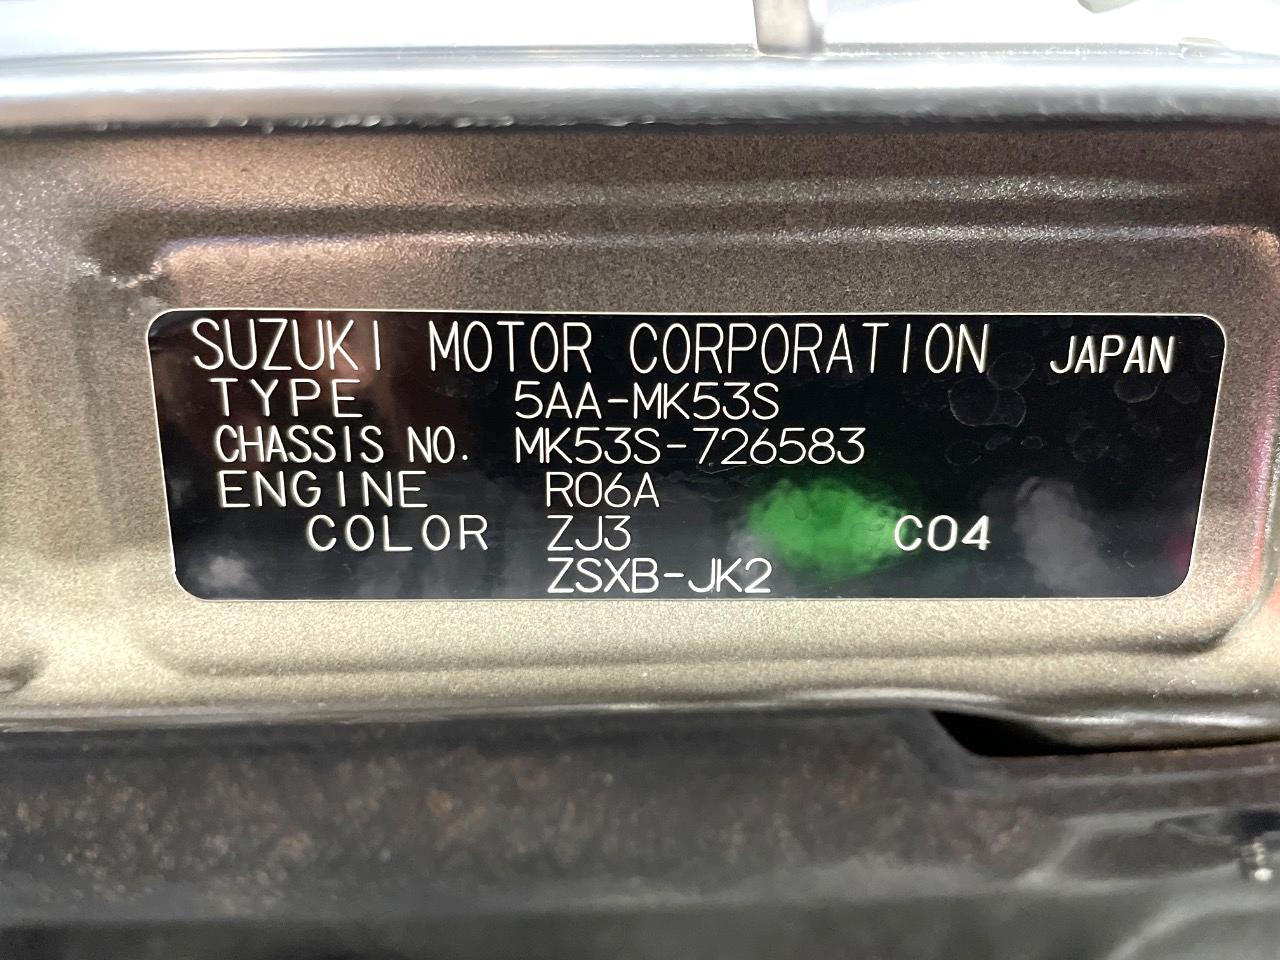 SUZUKI MOTOR CORPORATION JAPAN
TYPE 5AA-MK53S
CHASSIS NO. MK53S-726583
ENGINE R06A
COLOR ZJ3 C04
ZSXB-JK2